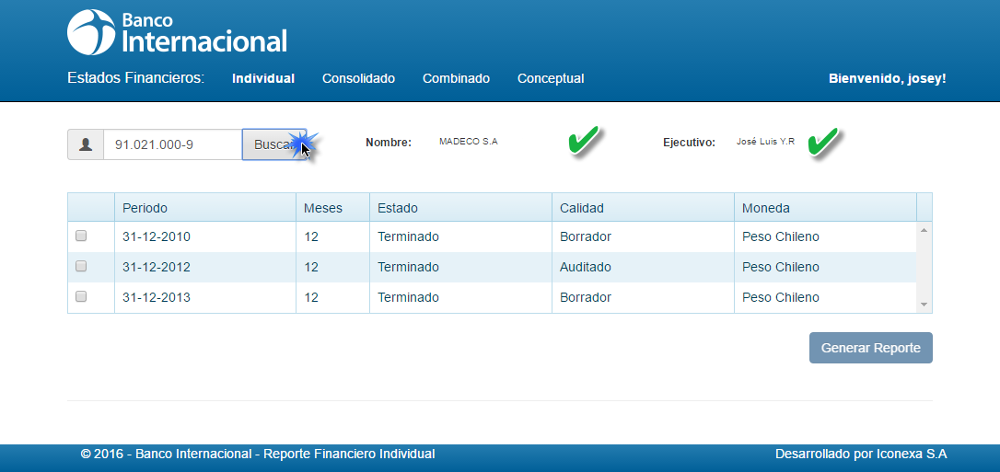 Banco
Internacional
Estados Financieros: Individual Consolidado Combinado Conceptual Bienvenido, josey!
91.021.000-9 Nombre: MADECO S.A Ejecutivo: José Luis Y.R
Periodo Meses Estado Calidad Moneda
31-12-2010 12 Terminado Borrador Peso Chileno
31-12-2012 12 Terminado Auditado Peso Chileno
31-12-2013 12 Terminado Borrador Peso Chileno
Generar Reporte
© 2016 - Banco Internacional - Reporte Financiero Individual Desarrollado por Iconexa S.A